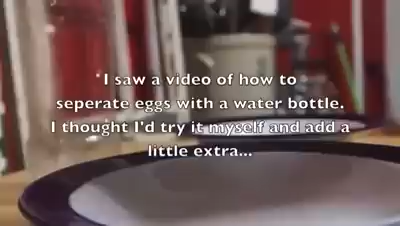 I saw a video of how to
seperate eggs with a water bottle.
I thought I'd try it myself and add a
little extra...